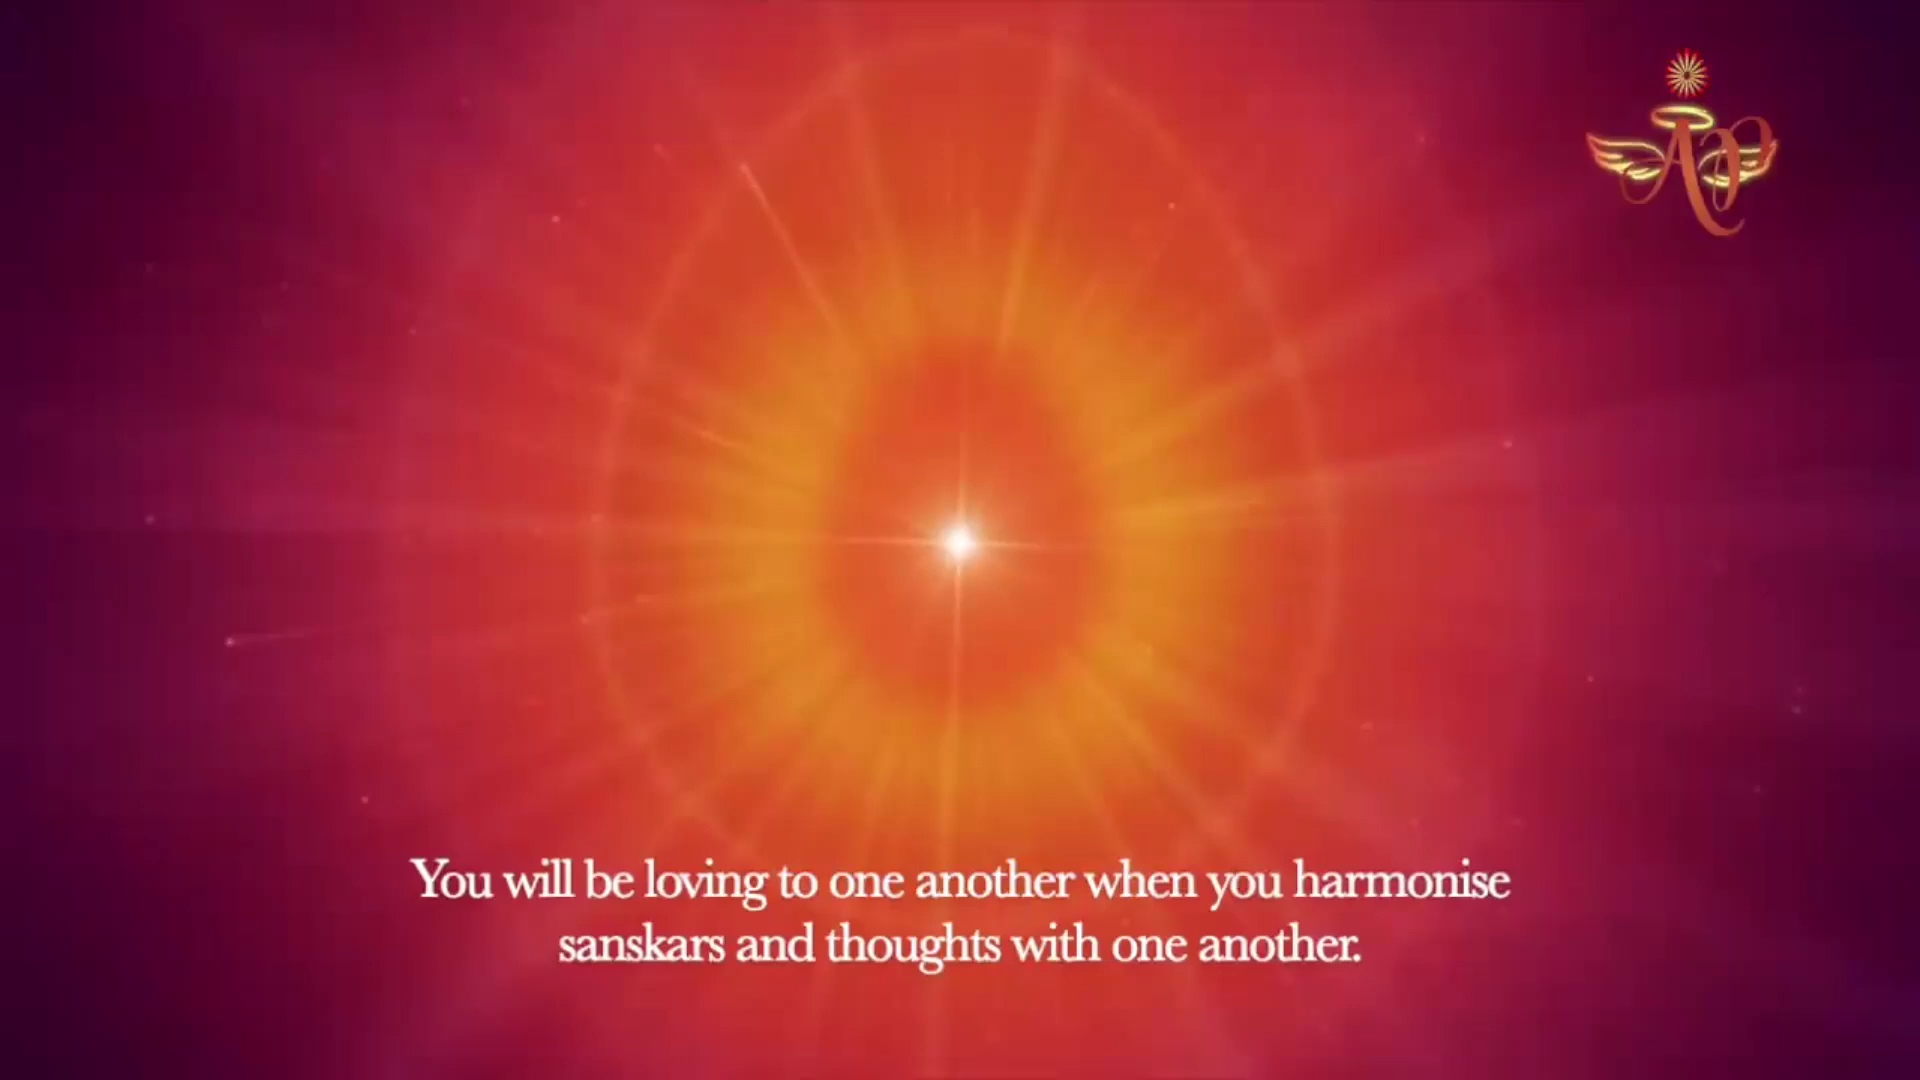 You will be loving to one another when you harmonise
sanskars and thoughts with one another.